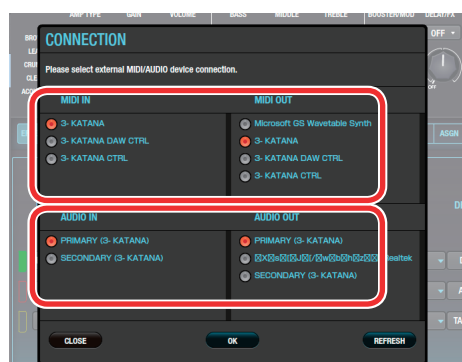 AMP TYPE GAIN VOLUME BASS MIDDLE TREBLE BOOSTER/MOD DELAY/FX
OFF
CONNECTION
Please select external MIDI/AUDIO device connection.
MIDI IN
3- KATANA
3- KATANA DAW CTRL
3- KATANA CTRL
MIDI OUT
Microsoft GS Wavetable Synth
3- KATANA
3- KATANA DAW CTRL
3- KATANA CTRL
ASGN
AUDIO IN
PRIMARY (3- KATANA)
SECONDARY (3- KATANA)
AUDIO OUT
PRIMARY (3- KATANA)
Realtek
SECONDARY (3- KATANA)
CLOSE OK REFRESH